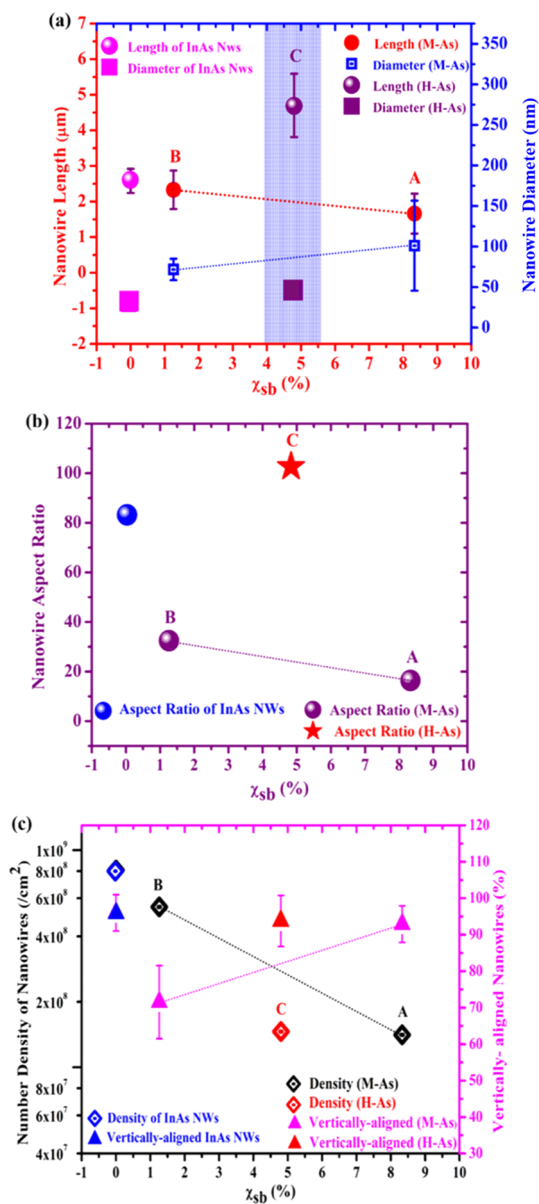 (a)
7
6
5
4
3
2
1
0
-1
-2
Nanowire Length (μm)
Length of InAs Nws
Diameter of InAs Nws
C
Length (M-As)
Diameter (M-As)
Length (H-As)
Diameter (H-As)
B
A
350
300
250
200
150
100
50
0
Nanowire Diameter (nm)
-1 0 1 2 3 4 5 6 7 8 9 10
χsb (%)
(b)
120
100
80
60
40
20
0
Nanowire Aspect Ratio
C
B
A
Aspect Ratio of InAs NWs
Aspect Ratio (M-As)
Aspect Ratio (H-As)
-1 0 1 2 3 4 5 6 7 8 9 10
χsb (%)
(c)
1x10⁹
8x10⁸
6x10⁸
4x10⁸
2x10⁸
8x10⁷
6x10⁷
4x10⁷
Number Density of Nanowires (/cm²)
B
C
A
Density of InAs NWs
Vertically-aligned InAs NWs
Density (M-As)
Density (H-As)
Vertically-aligned (M-As)
Vertically-aligned (H-As)
120
110
100
90
80
70
60
50
40
30
Vertically- aligned Nanowires (%)
-1 0 1 2 3 4 5 6 7 8 9 10
χsb (%)